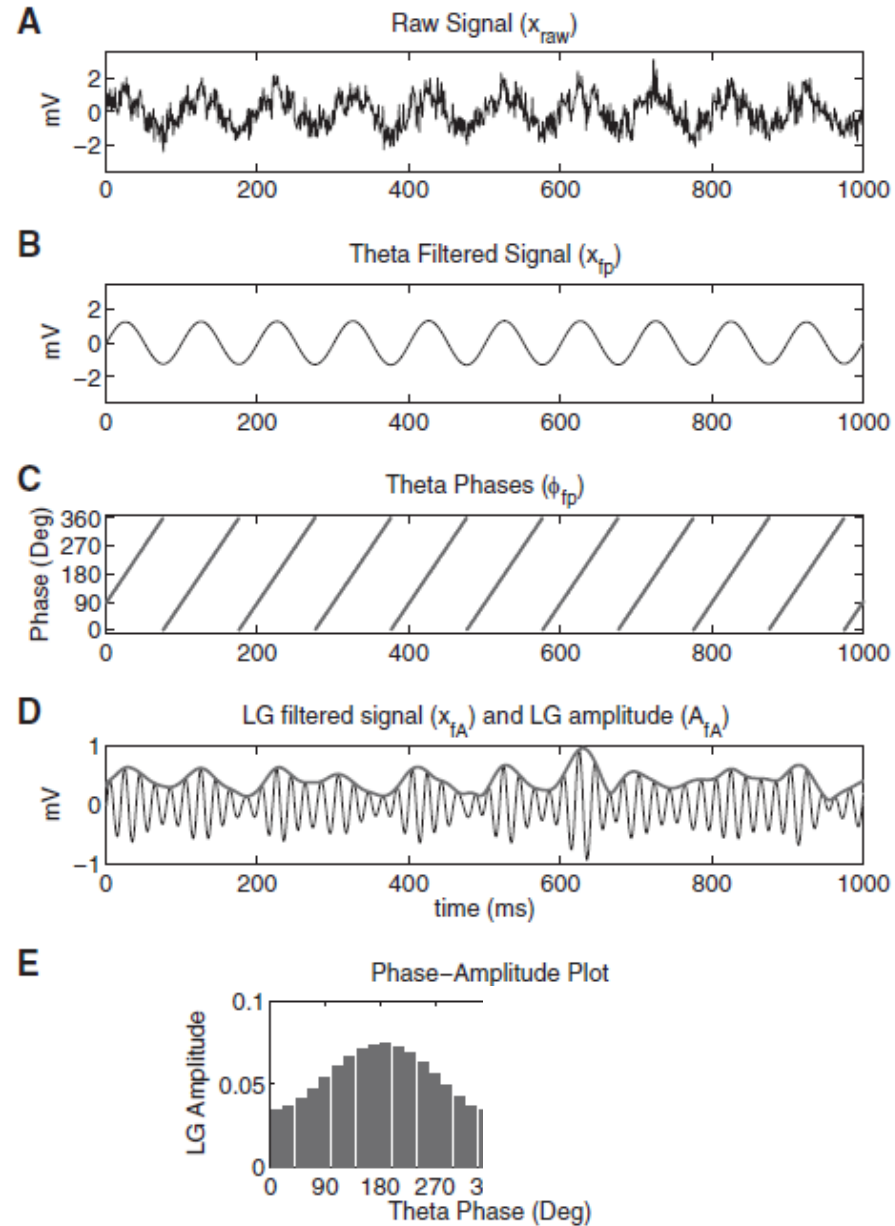 A
Raw Signal (x_raw)
mV
2
0
−2
0 200 400 600 800 1000
B
Theta Filtered Signal (x_fp)
mV
2
0
−2
0 200 400 600 800 1000
C
Theta Phases (ϕ_fp)
Phase (Deg)
360
270
180
90
0
0 200 400 600 800 1000
D
LG filtered signal (x_fA) and LG amplitude (A_fA)
mV
1
0
−1
0 200 400 600 800 1000
time (ms)
E
Phase−Amplitude Plot
LG Amplitude
0.1
0.05
0
0 90 180 270 3
Theta Phase (Deg)